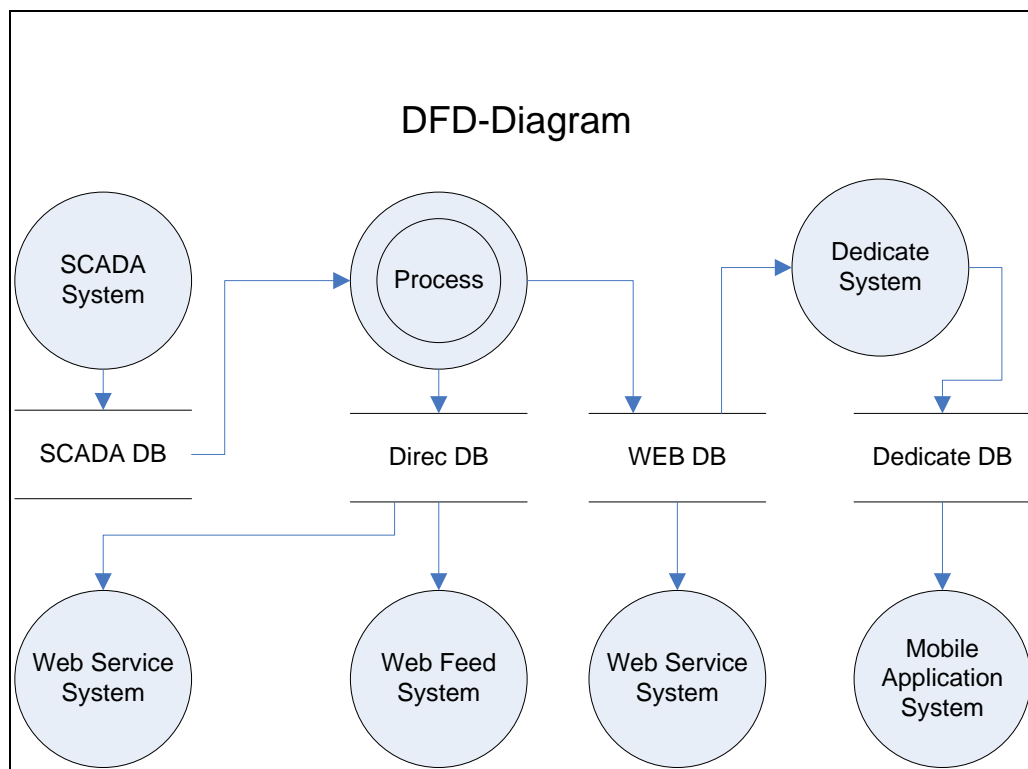 DFD-Diagram
SCADA
System
Process
Dedicate
System
SCADA DB
Direc DB
WEB DB
Dedicate DB
Web Service
System
Web Feed
System
Web Service
System
Mobile
Application
System